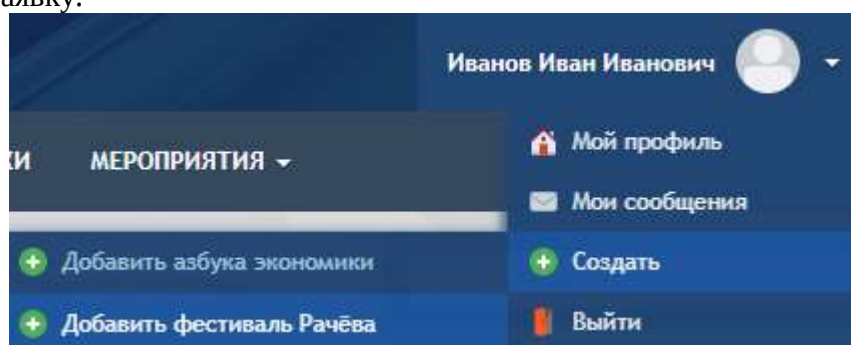 Иванов Иван Иванович
МЕРОПРИЯТИЯ
Мой профиль
Мои сообщения
Добавить азбука экономики
Создать
Добавить фестиваль Рачёва
Выйти